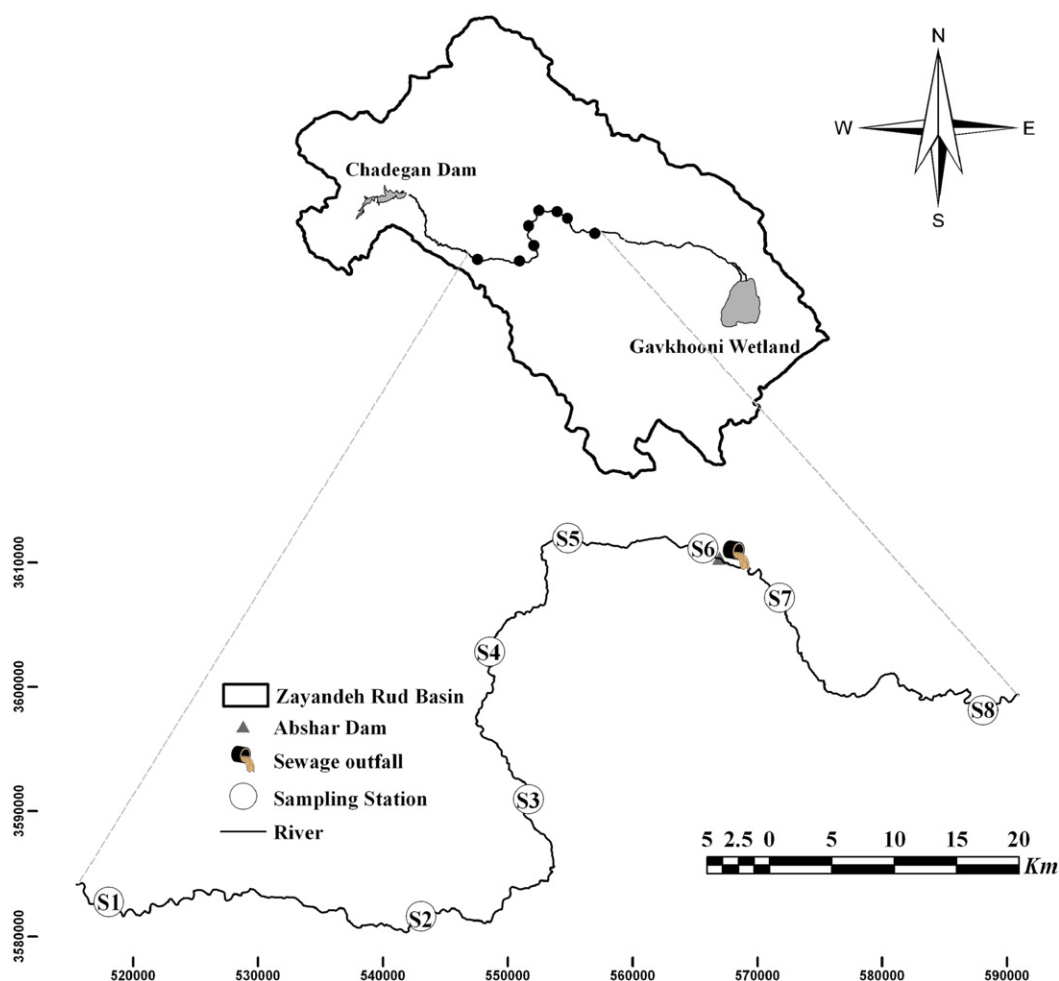 N
W E
S
Chadegan Dam
Gavkhooni Wetland
S5
S6
S7
S4
S8
S3
S1
S2
Zayandeh Rud Basin
Abshar Dam
Sewage outfall
Sampling Station
River
5 2.5 0 5 10 15 20
Km
3610000
3600000
3590000
3580000
520000 530000 540000 550000 560000 570000 580000 590000